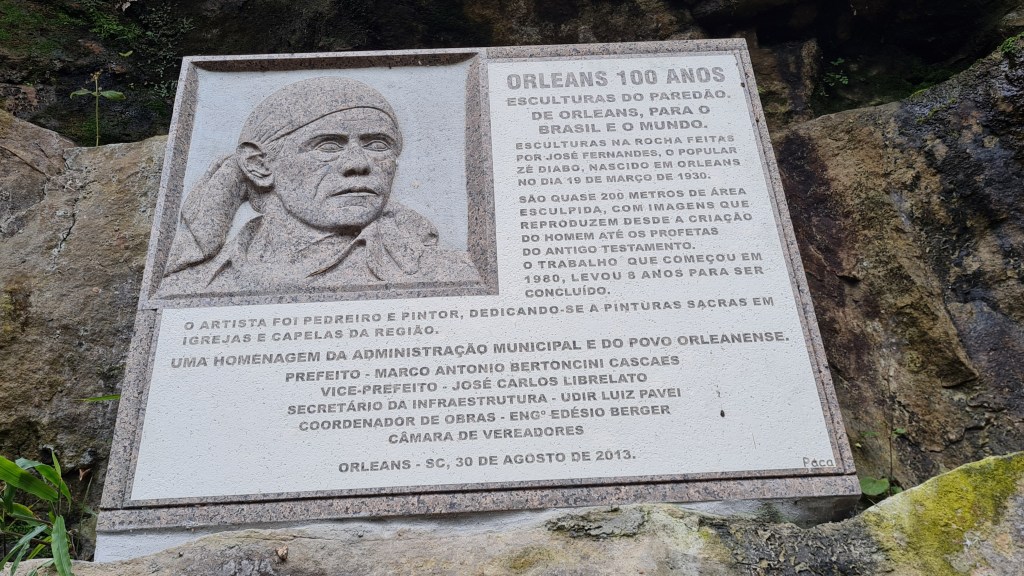 ORLEANS 100 ANOS
ESCULTURAS DO PAREDÃO.
DE ORLEANS, PARA O
BRASIL E O MUNDO.
ESCULTURAS NA ROCHA FEITAS
POR JOSÉ FERNANDES, O POPULAR
ZÉ DIABO, NASCIDO EM ORLEANS
NO DIA 19 DE MARÇO DE 1930.
SÃO QUASE 200 METROS DE ÁREA
ESCULPIDA, COM IMAGENS QUE
REPRODUZEM DESDE A CRIAÇÃO
DO HOMEM ATÉ OS PROFETAS
DO ANTIGO TESTAMENTO.
O TRABALHO QUE COMEÇOU EM
1980, LEVOU 8 ANOS PARA SER
CONCLUÍDO.
O ARTISTA FOI PEDREIRO E PINTOR, DEDICANDO-SE A PINTURAS SACRAS EM
IGREJAS E CAPELAS DA REGIÃO.
UMA HOMENAGEM DA ADMINISTRAÇÃO MUNICIPAL E DO POVO ORLEANENSE.
PREFEITO - MARCO ANTONIO BERTONCINI CASCAES
VICE-PREFEITO - JOSÉ CARLOS LIBRELATO
SECRETÁRIO DA INFRAESTRUTURA - UDIR LUIZ PAVEI
COORDENADOR DE OBRAS - ENGº EDÉSIO BERGER
CÂMARA DE VEREADORES
ORLEANS - SC, 30 DE AGOSTO DE 2013.
Paca